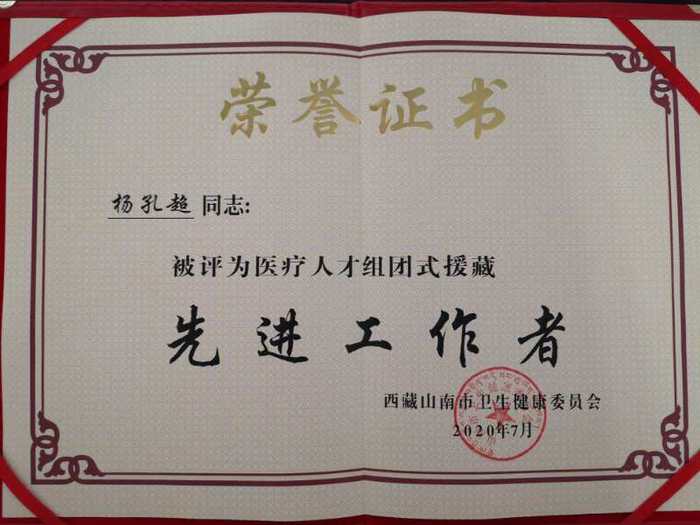 荣誉证书
杨孔超 同志:
被评为医疗人才组团式援藏
先进工作者
西藏山南市卫生健康委员会
2020年7月